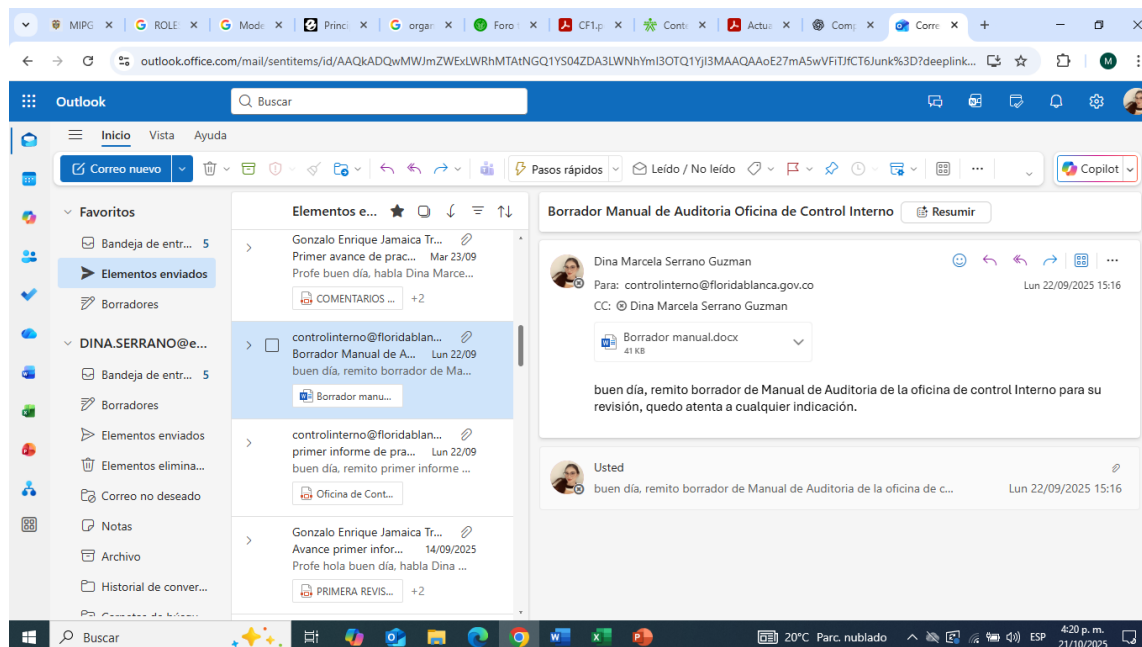 MIPG
ROLES
Mode
Princi
organ
Foro
CF1.p
Conte
Actua
Comp
Corre
outlook.office.com/mail/sentitems/id/AAQkADQwMWJmZWExLWRhMTAtNGQ1YS04ZDA3LWNhYmI3OTQ1YjI3MAAQAAoE27mA5wVFiTJfCT6Junk%3D?deeplink...
M
Outlook
Buscar
Inicio Vista Ayuda
Correo nuevo
Pasos rápidos
Leído / No leído
Copilot
Favoritos
Bandeja de entr... 5
Elementos enviados
Borradores
DINA.SERRANO@e...
Bandeja de entr... 5
Borradores
Elementos enviados
Elementos elimina...
Correo no deseado
Notas
Archivo
Historial de conver...
Elementos e...
Gonzalo Enrique Jamaica Tr...
Primer avance de prac... Mar 23/09
Profe buen día, habla Dina Marce...
COMENTARIOS ... +2
controlinterno@floridablan...
Borrador Manual de A... Lun 22/09
buen día, remito borrador de Ma...
Borrador manu...
controlinterno@floridablan...
primer informe de pra... Lun 22/09
buen día, remito primer informe ...
Oficina de Cont...
Gonzalo Enrique Jamaica Tr...
Avance primer infor... 14/09/2025
Profe hola buen día, habla Dina ...
PRIMERA REVIS... +2
Borrador Manual de Auditoria Oficina de Control Interno
Resumir
Dina Marcela Serrano Guzman
Para: controlinterno@floridablanca.gov.co
Lun 22/09/2025 15:16
CC: Dina Marcela Serrano Guzman
Borrador manual.docx
41 KB
buen día, remito borrador de Manual de Auditoria de la oficina de control Interno para su
revisión, quedo atenta a cualquier indicación.
Usted
buen día, remito borrador de Manual de Auditoria de la oficina de c... Lun 22/09/2025 15:16
Buscar
20°C Parc. nublado
ESP
4:20 p. m.
21/10/2025